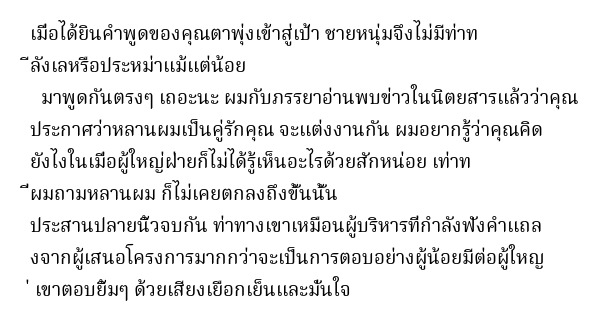 เมื่อได้ยินคำพูดของคุณตาพุ่งเข้าสู่เป้า ชายหนุ่มจึงไม่มีท่าท
ีลังเลหรือประหม่าแม้แต่น้อย
มาพูดกันตรงๆ เถอะนะ ผมกับภรรยาอ่านพบข่าวในนิตยสารแล้วว่าคุณ
ประกาศว่าหลานผมเป็นคู่รักคุณ จะแต่งงานกัน ผมอยากรู้ว่าคุณคิด
ยังไงในเมื่อผู้ใหญ่ฝ่ายก็ไม่ได้รู้เห็นอะไรด้วยสักหน่อย เท่าท
ี่ผมถามหลานผม ก็ไม่เคยตกลงถึงขั้นนั้น
ประสานปลายนิ้วจบกัน ท่าทางเขาเหมือนผู้บริหารที่กำลังฟังคำแถล
งจากผู้เสนอโครงการมากกว่าจะเป็นการตอบอย่างผู้น้อยมีต่อผู้ใหญ
่ เขาตอบยิ้มๆ ด้วยเสียงเยือกเย็นและมั่นใจ